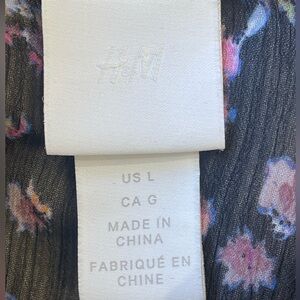 H&M
US L
CA G
MADE IN
CHINA
FABRIQUÉ EN
CHINE